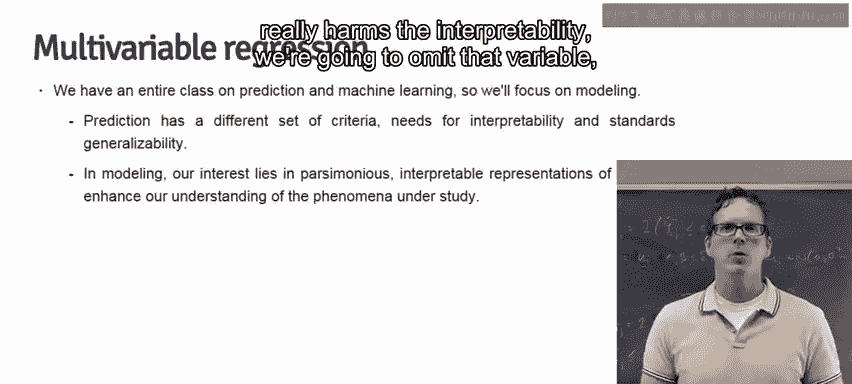 really harms the interpretability,
Multivariable regression
we're going to omit that variable,
· We have an entire class on prediction and machine learning, so we'll focus on modeling.
- Prediction has a different set of criteria, needs for interpretability and standards
generalizability.
- In modeling, our interest lies in parsimonious, interpretable representations of
enhance our understanding of the phenomena under study.